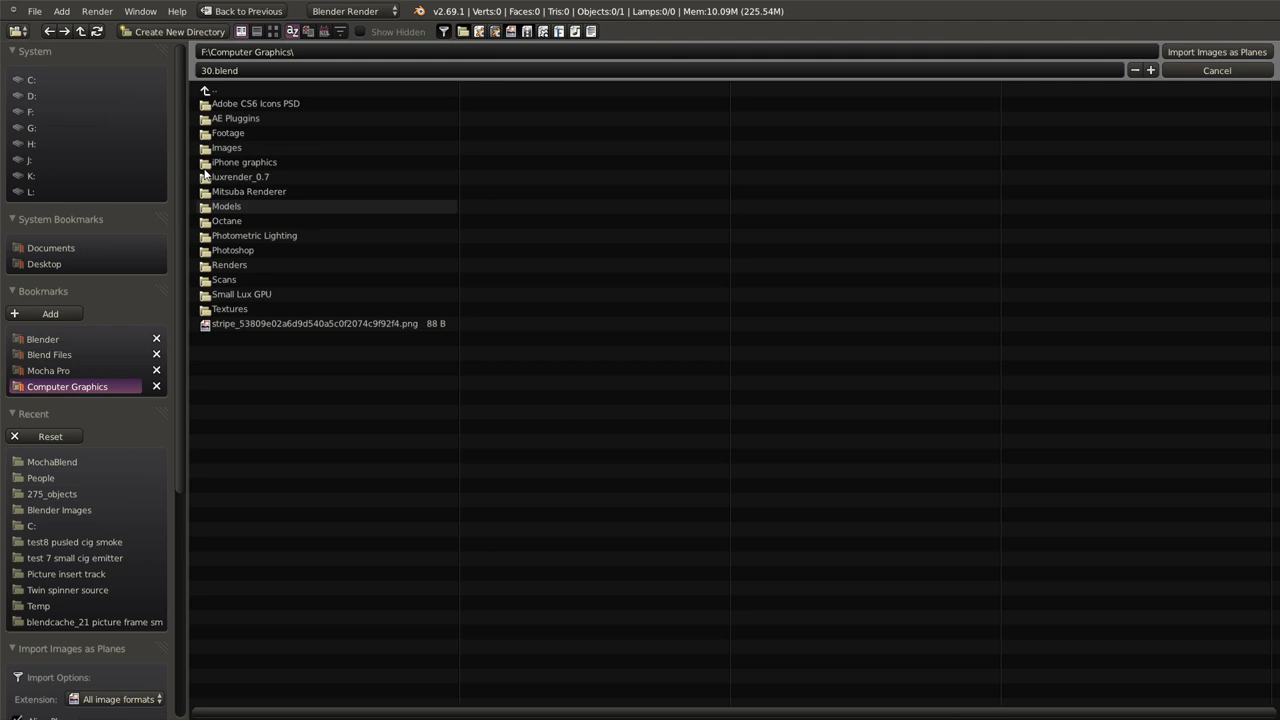 File Add Render Window Help Back to Previous Blender Render v2.69.1 | Verts:0 | Faces:0 | Tris:0 | Objects:0/1 | Lamps:0/0 | Mem:10.09M (225.54M)
Create New Directory Show Hidden
System
F:\Computer Graphics\ Import Images as Planes
30.blend Cancel
C:
D:
F:
G:
H:
J:
K:
L:
System Bookmarks
Documents
Desktop
Bookmarks
Add
Blender
Blend Files
Mocha Pro
Computer Graphics
Recent
Reset
MochaBlend
People
275_objects
Blender Images
C:
test8 pusled cig smoke
test 7 small cig emitter
Picture insert track
Twin spinner source
Temp
blendcache_21 picture frame sm
Import Images as Planes
Import Options:
Extension: All image formats
..
Adobe CS6 Icons PSD
AE Pluggins
Footage
Images
iPhone graphics
luxrender_0.7
Mitsuba Renderer
Models
Octane
Photometric Lighting
Photoshop
Renders
Scans
Small Lux GPU
Textures
stripe_53809e02a6d9d540a5c0f2074c9f92f4.png 88 B